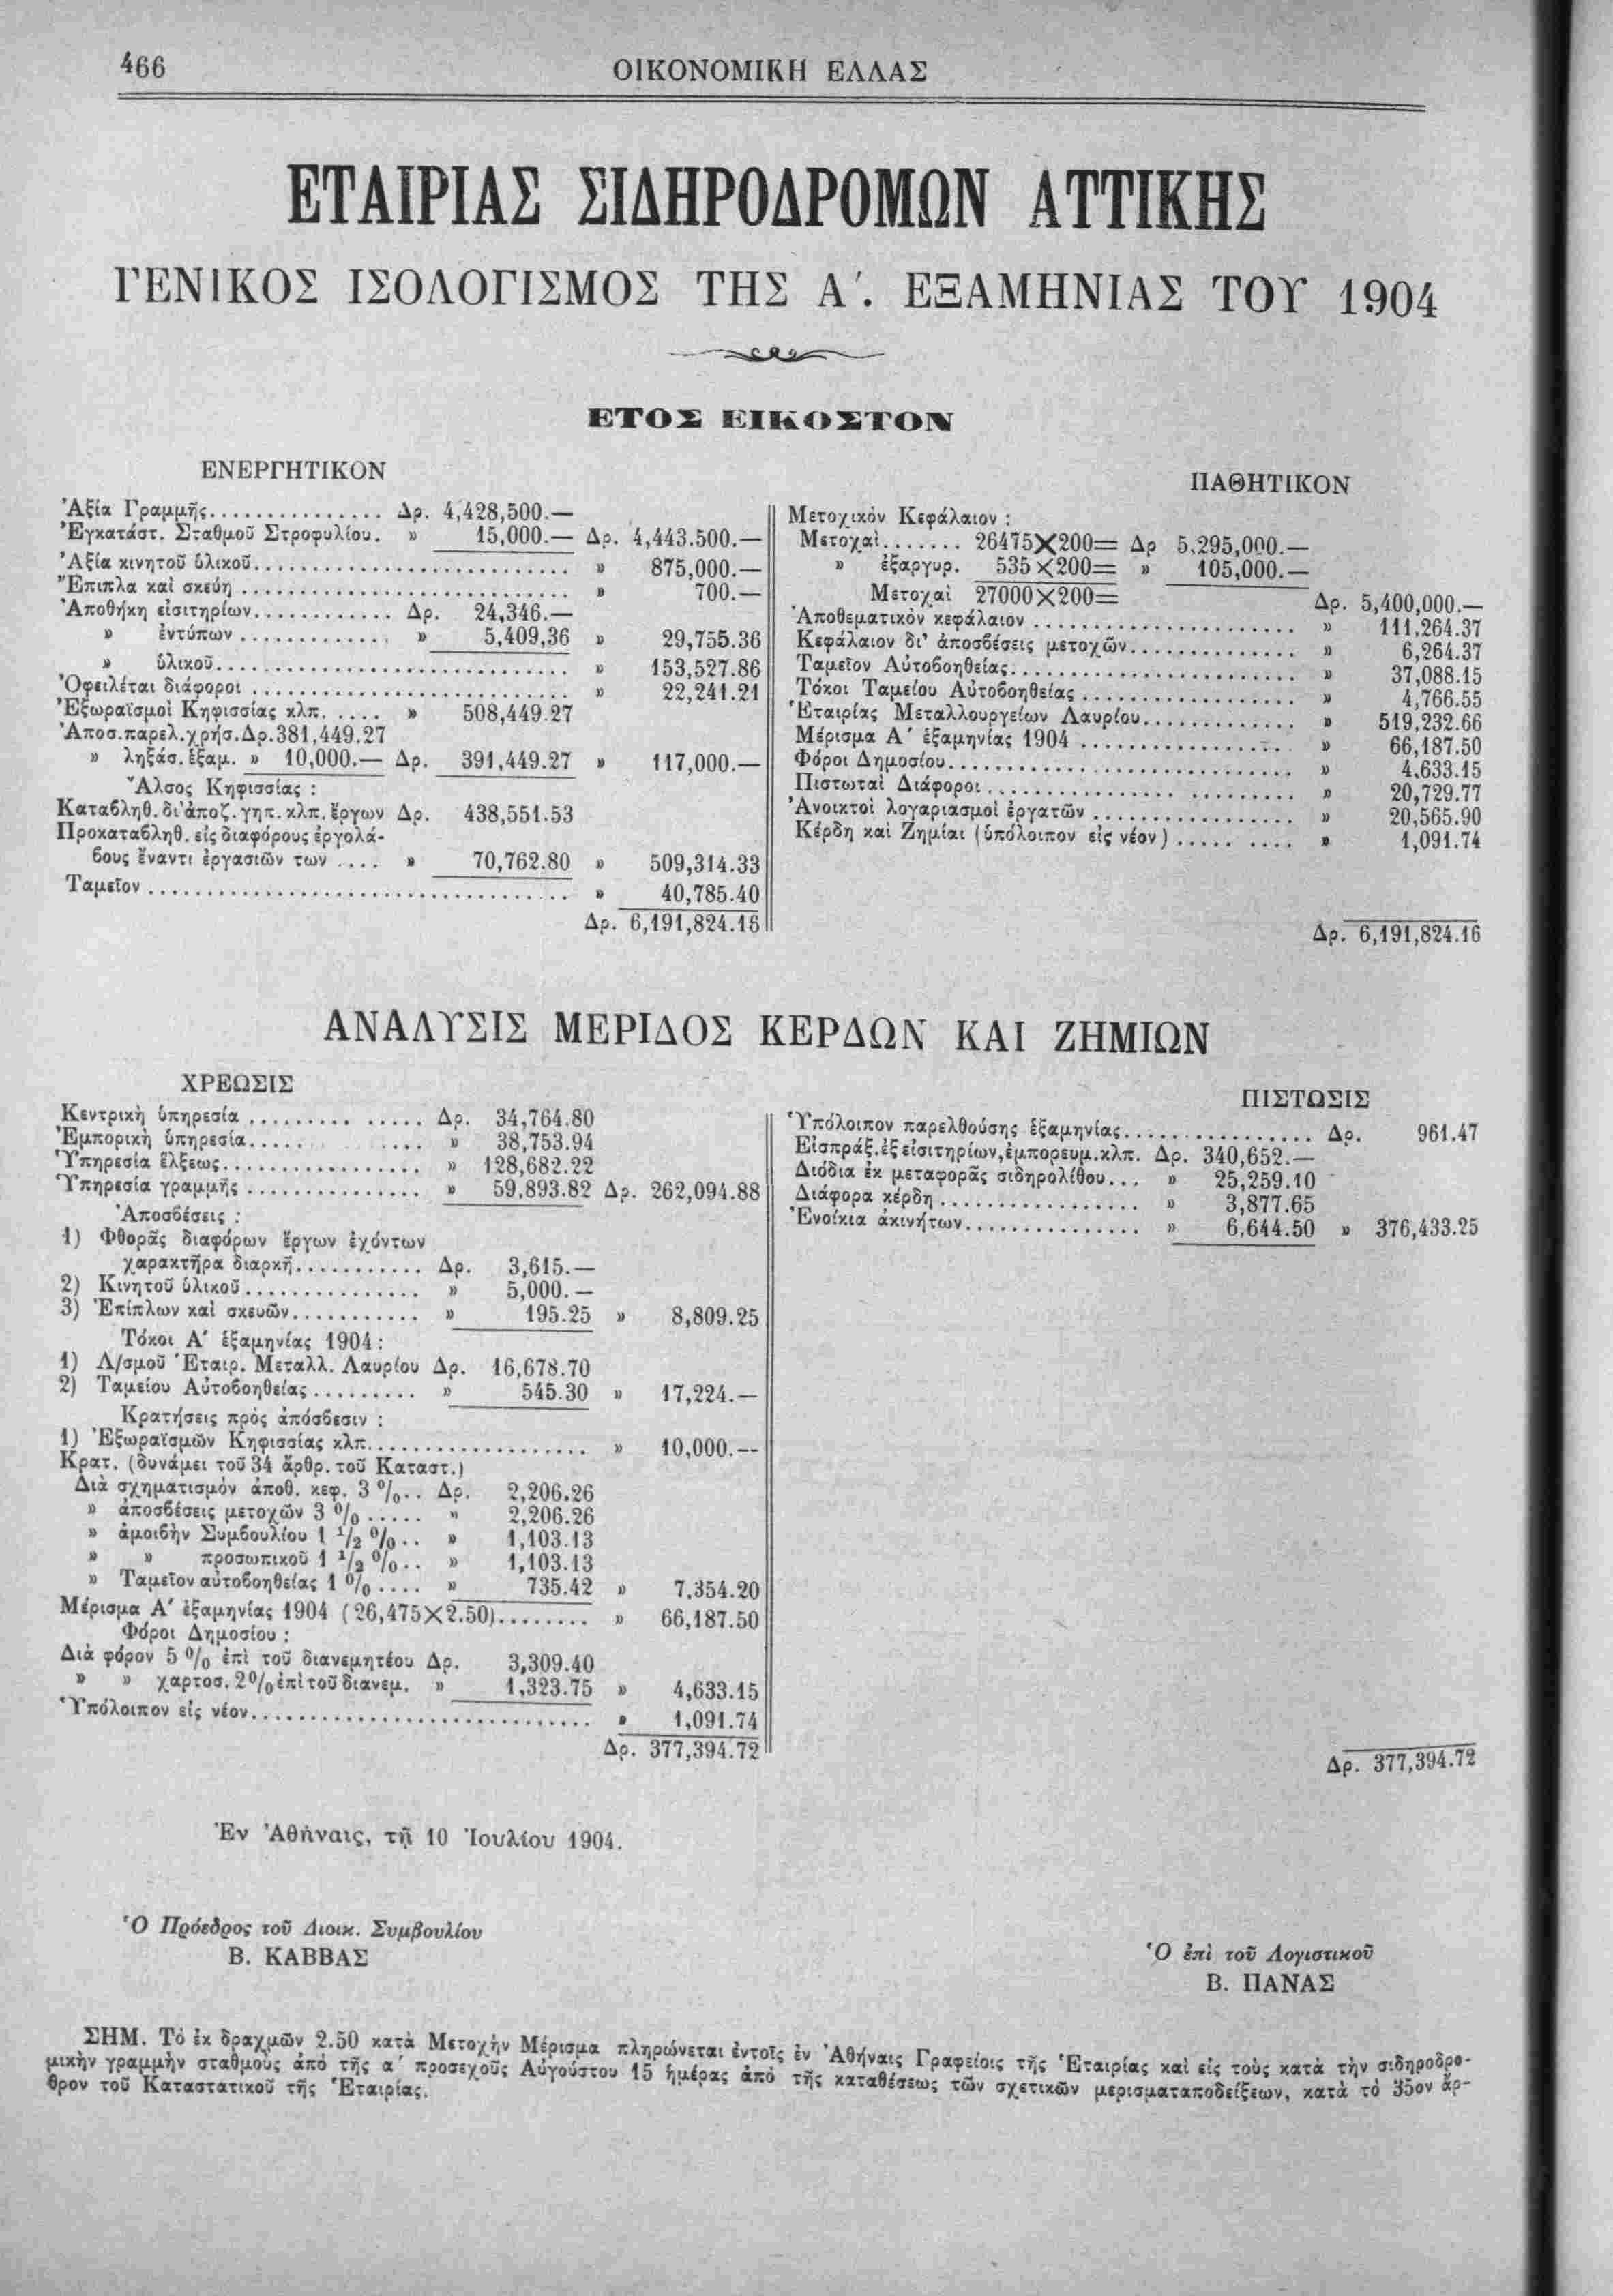 466
ΟΙΚΟΝΟΜΙΚΗ ΕΛΛΑΣ
ΕΤΑΙΡΙΑΣ ΣΙΔΗΡΟΔΡΟΜΩΝ ΑΤΤΙΚΗΣ
ΓΕΝΙΚΟΣ ΙΣΟΛΟΓΙΣΜΟΣ ΤΗΣ Α΄. ΕΞΑΜΗΝΙΑΣ ΤΟΥ 1904
ΕΤΟΣ ΕΙΚΟΣΤΟΝ
ΕΝΕΡΓΗΤΙΚΟΝ
Ἀξία Γραμμῆς............... Δρ. 4,428,500.—
Ἐγκατάστ. Σταθμοῦ Στροφυλίου. » 15,000.— Δρ. 4,443.500.—
Ἀξία κινητοῦ ὑλικοῦ............................ » 875,000.—
Ἔπιπλα καὶ σκεύη ............................ » 700.—
Ἀποθήκη εἰσιτηρίων............ Δρ. 24,346.—
» ἐντύπων ............. » 5,409,36 » 29,755.36
» ὑλικοῦ............................... » 153,527.86
Ὀφειλέται διάφοροι ........................... » 22,241.21
Ἐξωραϊσμοὶ Κηφισσίας κλπ. .... » 508,449.27
Ἀποσ.παρελ.χρήσ.Δρ.381,449.27
» ληξάσ.ἑξαμ. » 10,000.— Δρ. 391,449.27 » 117,000.—
Ἄλσος Κηφισσίας :
Καταβληθ.δι'ἀποζ.γηπ.κλπ.ἔργων Δρ. 438,551.53
Προκαταβληθ.εἰς διαφόρους ἐργολά-
βους ἔναντι ἐργασιῶν των .... » 70,762.80 » 509,314.33
Ταμεῖον ..................................... » 40,785.40
Δρ. 6,191,824.16
ΠΑΘΗΤΙΚΟΝ
Μετοχικόν Κεφάλαιον :
Μετοχαὶ....... 26475×200= Δρ 5,295,000.—
» ἐξαργυρ. 535×200= » 105,000.—
Μετοχαὶ 27000×200= Δρ. 5,400,000.—
Ἀποθεματικὸν κεφάλαιον ........................ » 111,264.37
Κεφάλαιον δι' ἀποσβέσεις μετοχῶν............... » 6,264.37
Ταμεῖον Αὐτοβοηθείας.......................... » 37,088.15
Τόκοι Ταμείου Αὐτοβοηθείας .................... » 4,766.55
Ἑταιρίας Μεταλλουργείων Λαυρίου............... » 519,232.66
Μέρισμα Α΄ ἑξαμηνίας 1904 ..................... » 66,187.50
Φόροι Δημοσίου................................ » 4,633.15
Πιστωταὶ Διάφοροι ............................. » 20,729.77
Ἀνοικτοὶ λογαριασμοὶ ἐργατῶν ................... » 20,565.90
Κέρδη καὶ Ζημίαι (ὑπόλοιπον εἰς νέον) ......... » 1,091.74
Δρ. 6,191,824.16
ΑΝΑΛΥΣΙΣ ΜΕΡΙΔΟΣ ΚΕΡΔΩΝ ΚΑΙ ΖΗΜΙΩΝ
ΧΡΕΩΣΙΣ
Κεντρικὴ ὑπηρεσία ............... Δρ. 34,764.80
Ἐμπορικὴ ὑπηρεσία............... » 38,753.94
Ὑπηρεσία ἕλξεως................. » 128,682.22
Ὑπηρεσία γραμμῆς ............... » 59,893.82 Δρ. 262,094.88
Ἀποσβέσεις :
1) Φθορᾶς διαφόρων ἔργων ἐχόντων
χαρακτῆρα διαρκῆ............ Δρ. 3,615.—
2) Κινητοῦ ὑλικοῦ................ » 5,000.—
3) Ἐπίπλων καὶ σκευῶν........... » 195.25 » 8,809.25
Τόκοι Α΄ ἑξαμηνίας 1904 :
1) Λ/σμοῦ Ἑταιρ. Μεταλλ. Λαυρίου Δρ. 16,678.70
2) Ταμείου Αὐτοβοηθείας ......... » 545.30 » 17,224.—
Κρατήσεις πρὸς ἀπόσβεσιν :
1) Ἐξωραϊσμῶν Κηφισσίας κλπ................... » 10,000.--
Κρατ. (δυνάμει τοῦ 34 ἄρθρ. τοῦ Καταστ.)
Διὰ σχηματισμὸν ἀποθ. κεφ. 3 %.. Δρ. 2,206.26
» ἀποσβέσεις μετοχῶν 3 % ..... » 2,206.26
» ἀμοιβὴν Συμβουλίου 1 1/2 %.. » 1,103.13
» » προσωπικοῦ 1 1/2 %.. » 1,103.13
» Ταμεῖον αὐτοβοηθείας 1 % .... » 735.42 » 7.354.20
Μέρισμα Α΄ ἑξαμηνίας 1904 (26,475×2.50)........ » 66,187.50
Φόροι Δημοσίου :
Διὰ φόρον 5 % ἐπὶ τοῦ διανεμητέου Δρ. 3,309.40
» » χαρτοσ. 2% ἐπὶ τοῦ διανεμ. » 1,323.75 » 4,633.15
Ὑπόλοιπον εἰς νέον............................. » 1,091.74
Δρ. 377,394.72
ΠΙΣΤΩΣΙΣ
Ὑπόλοιπον παρελθούσης ἑξαμηνίας................. Δρ. 961.47
Εἰσπράξ.ἐξ εἰσιτηρίων,ἐμπορευμ.κλπ. Δρ. 340,652.—
Διόδια ἐκ μεταφορᾶς σιδηρολίθου... » 25,259.10
Διάφορα κέρδη .................. » 3,877.65
Ἐνοίκια ἀκινήτων................ » 6,644.50 » 376,433.25
Δρ. 377,394.72
Ἐν Ἀθήναις, τῇ 10 Ἰουλίου 1904.
Ὁ Πρόεδρος τοῦ Διοικ. Συμβουλίου
Β. ΚΑΒΒΑΣ
Ὁ ἐπὶ τοῦ Λογιστικοῦ
Β. ΠΑΝΑΣ
ΣΗΜ. Τὸ ἐκ δραχμῶν 2.50 κατὰ Μετοχὴν Μέρισμα πληρώνεται ἐντοῖς ἐν Ἀθήναις Γραφείοις τῆς Ἑταιρίας καὶ εἰς τοὺς κατὰ τὴν σιδηροδρο-
μικὴν γραμμὴν σταθμοὺς ἀπὸ τῆς α΄ προσεχοῦς Αὐγούστου 15 ἡμέρας ἀπὸ τῆς καταθέσεως τῶν σχετικῶν μερισματαποδείξεων, κατὰ τὸ 35ον ἄρ-
θρον τοῦ Καταστατικοῦ τῆς Ἑταιρίας.